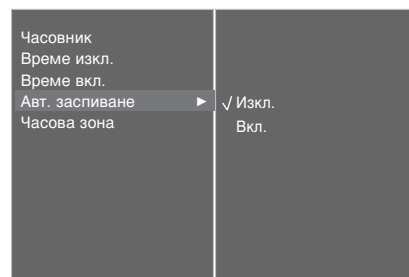 Часовник
Време изкл.
Време вкл.
Авт. заспиване
Часова зона
Изкл.
Вкл.